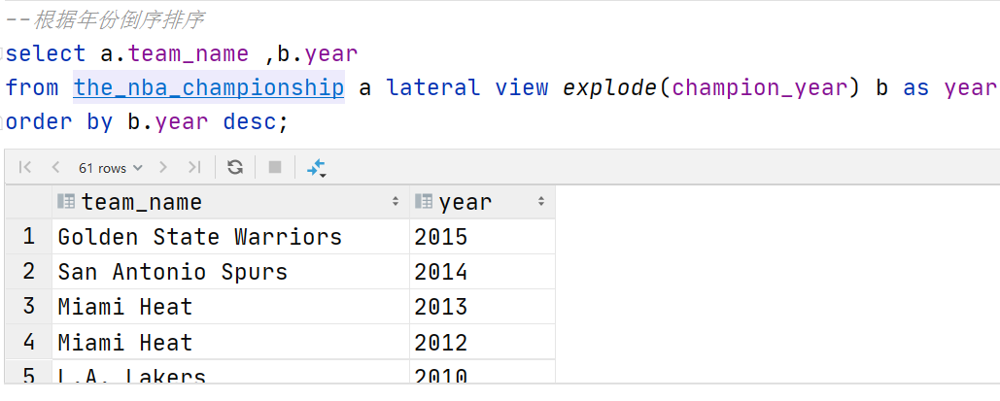 --根据年份倒序排序
select a.team_name ,b.year
from the_nba_championship a lateral view explode(champion_year) b as year
order by b.year desc;
61 rows
team_name year
1 Golden State Warriors 2015
2 San Antonio Spurs 2014
3 Miami Heat 2013
4 Miami Heat 2012
5 L.A. Lakers 2010